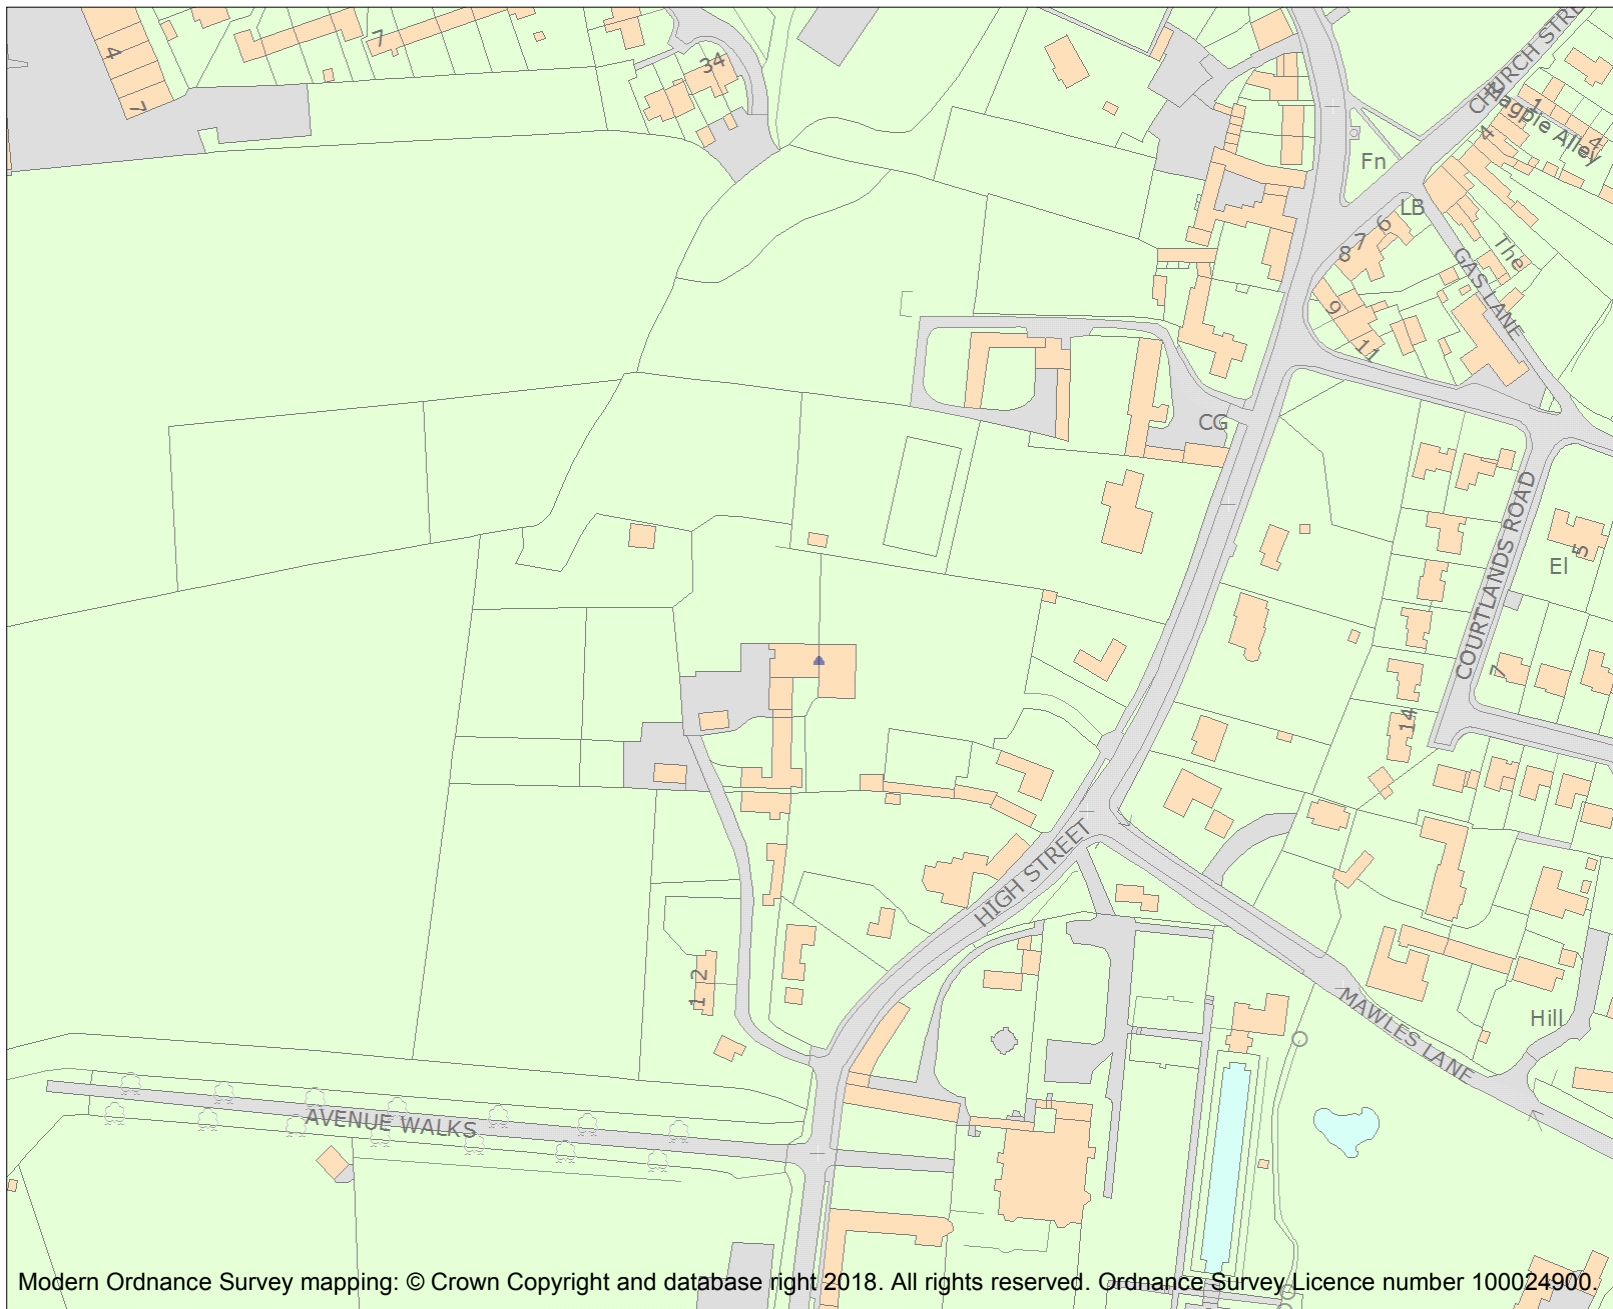 4
7
7
34
CHURCH STRE
Magpie Alley
1
4
4
Fn
LB
6
7
8
The
GAS LANE
9
11
CG
COURTLANDS ROAD
5
El
7
14
HIGH STREET
1 2
MAWLES LANE
Hill
AVENUE WALKS
Modern Ordnance Survey mapping: © Crown Copyright and database right 2018. All rights reserved. Ordnance Survey Licence number 100024900.